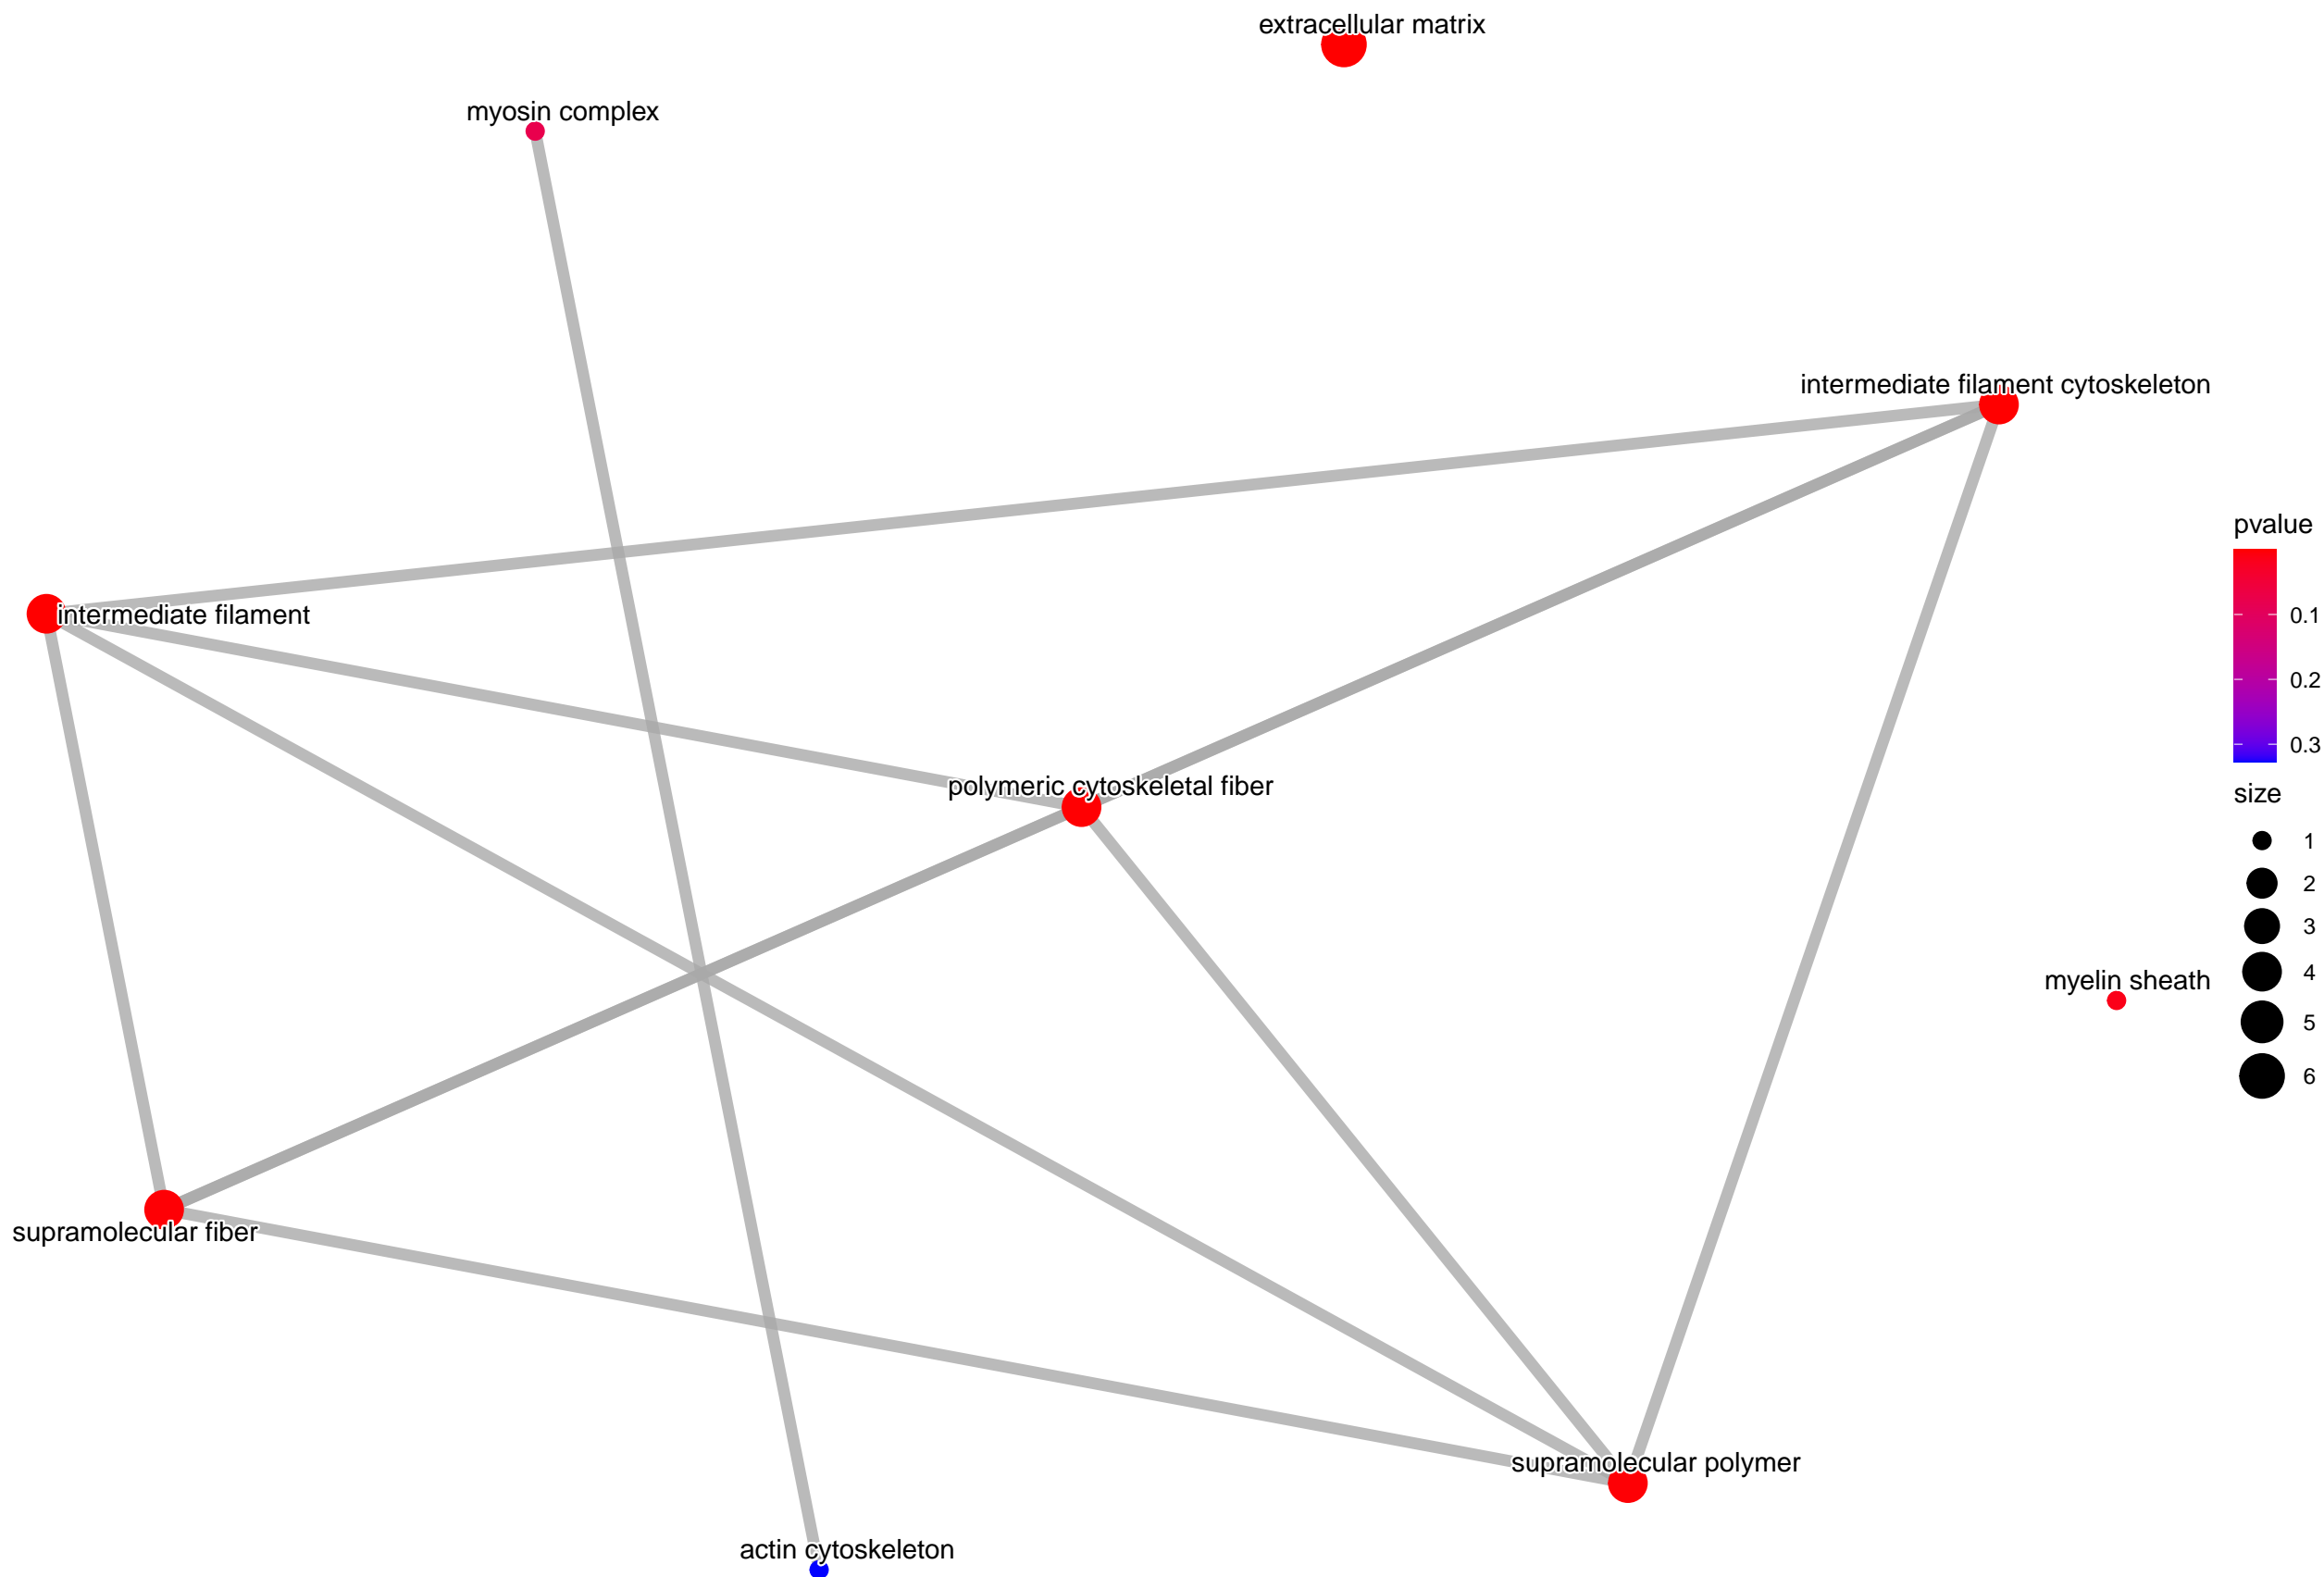 extracellular matrix
myosin complex
intermediate filament cytoskeleton
pvalue
0.1
intermediate filament
0.2
0.3
polymeric cytoskeletal fiber
size
1
2
3
4
myelin sheath
5
6
supramolecular fiber
supramolecular polymer
actin cytoskeleton